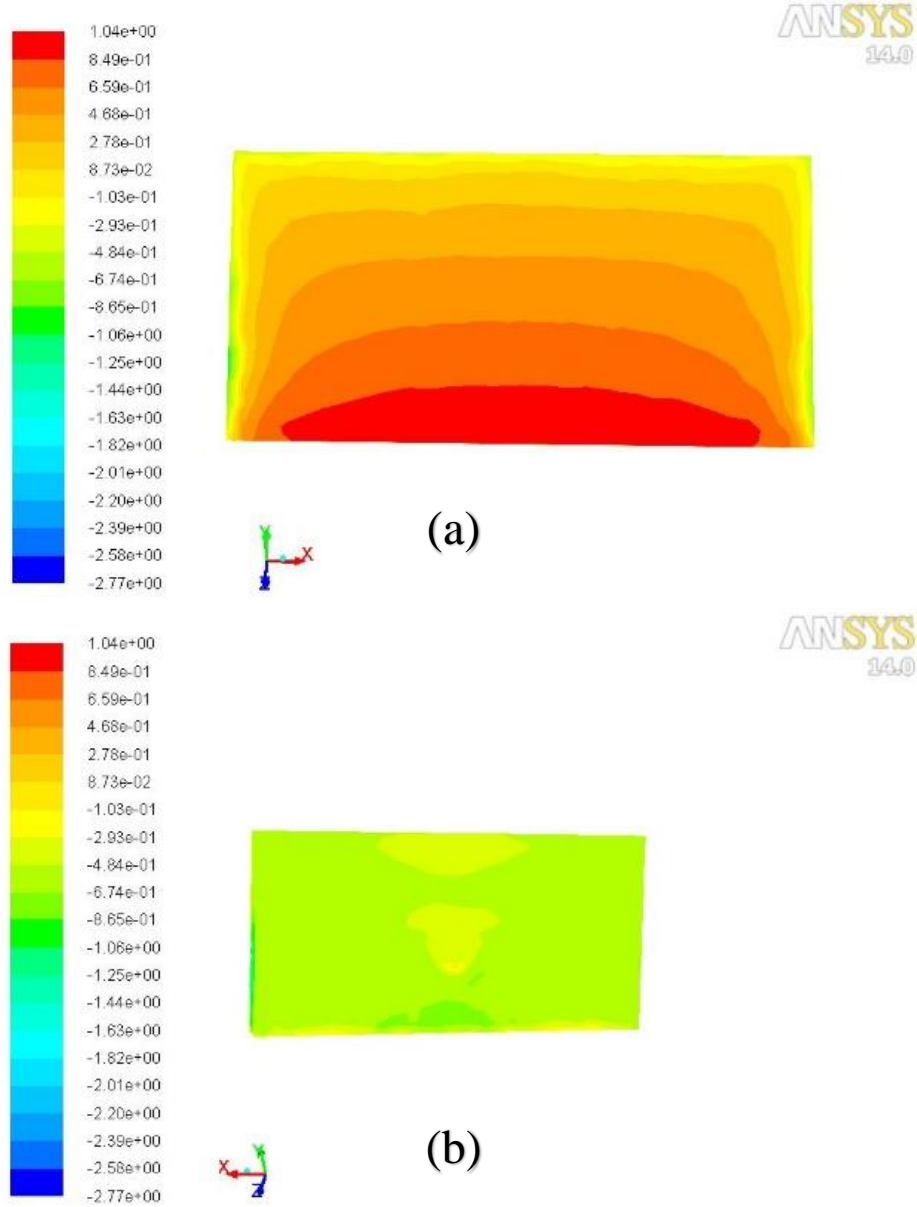 ANSYS
14.0
1.04e+00
8.49e-01
6.59e-01
4.68e-01
2.78e-01
8.73e-02
-1.03e-01
-2.93e-01
-4.84e-01
-6.74e-01
-8.65e-01
-1.06e+00
-1.25e+00
-1.44e+00
-1.63e+00
-1.82e+00
-2.01e+00
-2.20e+00
-2.39e+00
-2.58e+00
-2.77e+00
Y
X
Z
(a)
ANSYS
14.0
1.04e+00
8.49e-01
6.59e-01
4.68e-01
2.78e-01
8.73e-02
-1.03e-01
-2.93e-01
-4.84e-01
-6.74e-01
-8.65e-01
-1.06e+00
-1.25e+00
-1.44e+00
-1.63e+00
-1.82e+00
-2.01e+00
-2.20e+00
-2.39e+00
-2.58e+00
-2.77e+00
Y
X
Z
(b)